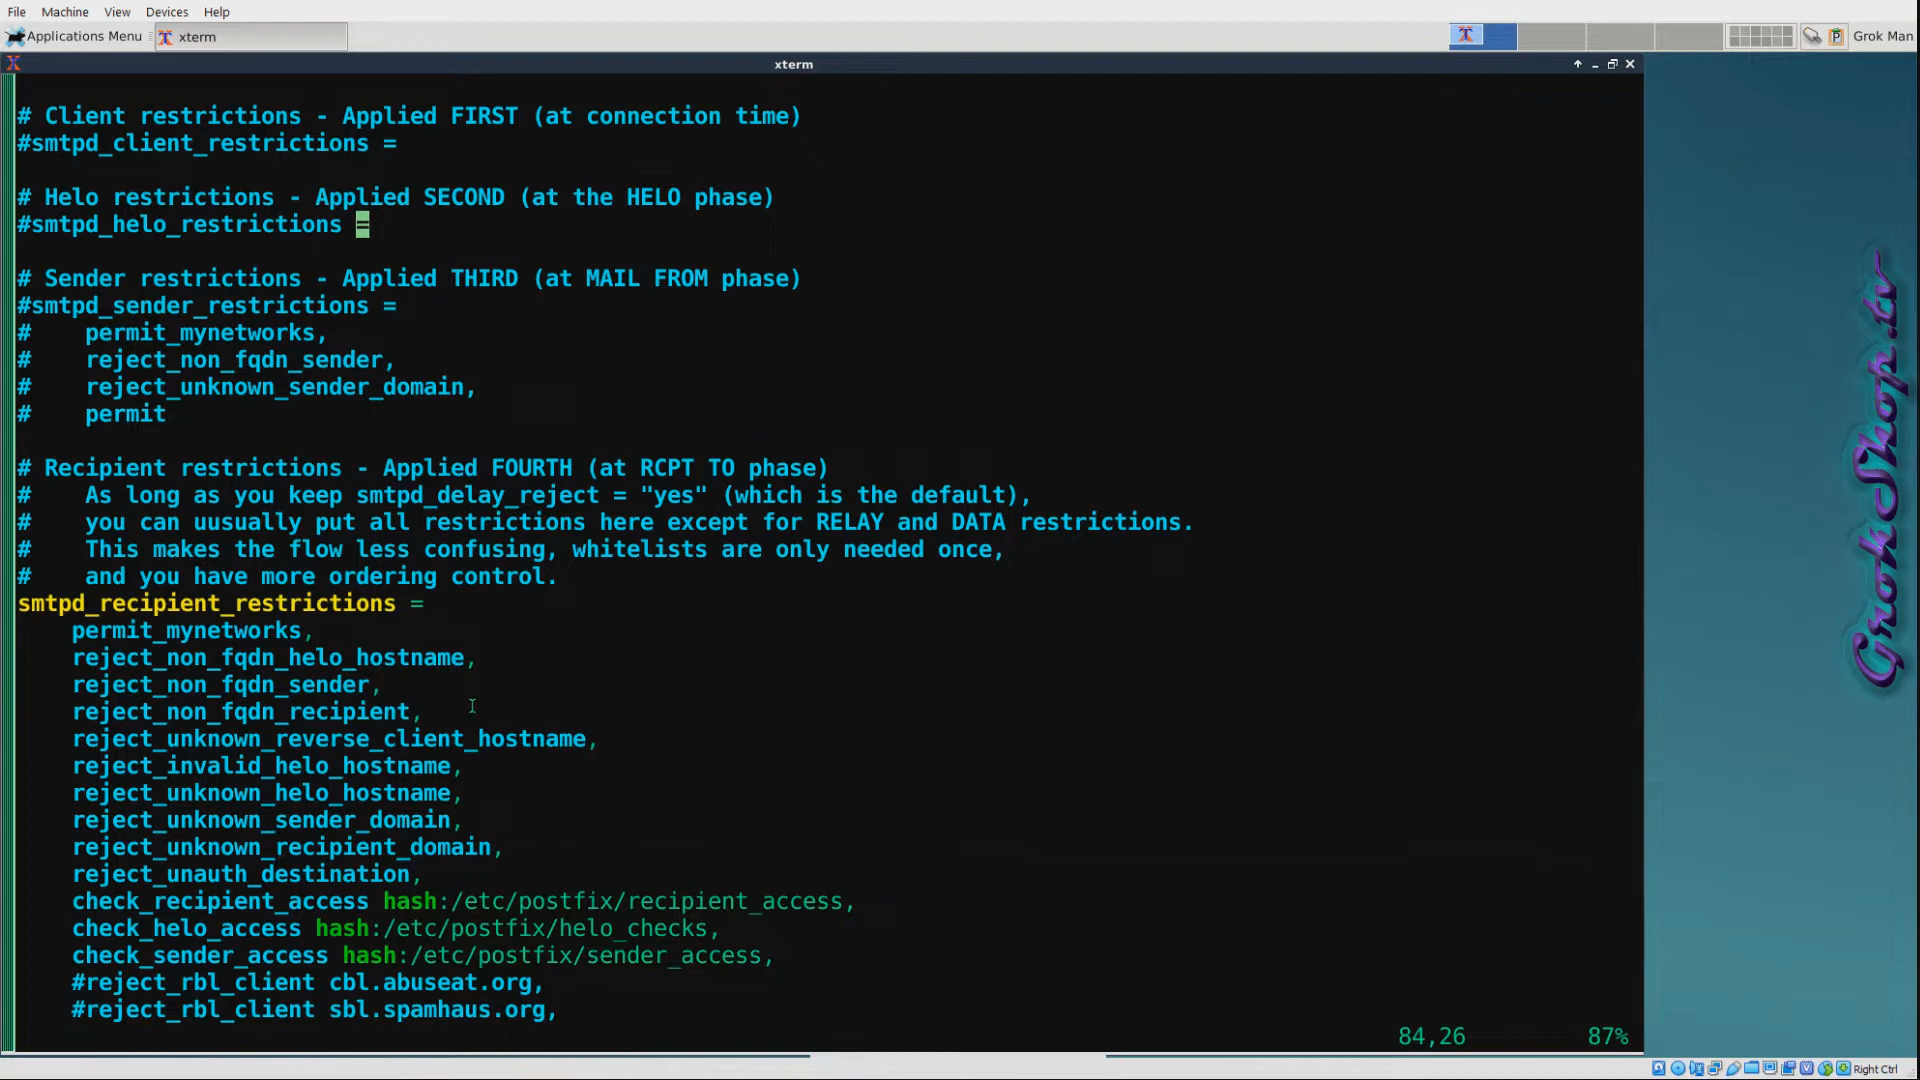 File Machine View Devices Help
Applications Menu xterm Grok Man
xterm
# Client restrictions - Applied FIRST (at connection time)
#smtpd_client_restrictions =
# Helo restrictions - Applied SECOND (at the HELO phase)
#smtpd_helo_restrictions =
# Sender restrictions - Applied THIRD (at MAIL FROM phase)
#smtpd_sender_restrictions =
#    permit_mynetworks,
#    reject_non_fqdn_sender,
#    reject_unknown_sender_domain,
#    permit
# Recipient restrictions - Applied FOURTH (at RCPT TO phase)
#    As long as you keep smtpd_delay_reject = "yes" (which is the default),
#    you can uusually put all restrictions here except for RELAY and DATA restrictions.
#    This makes the flow less confusing, whitelists are only needed once,
#    and you have more ordering control.
smtpd_recipient_restrictions =
    permit_mynetworks,
    reject_non_fqdn_helo_hostname,
    reject_non_fqdn_sender,
    reject_non_fqdn_recipient,
    reject_unknown_reverse_client_hostname,
    reject_invalid_helo_hostname,
    reject_unknown_helo_hostname,
    reject_unknown_sender_domain,
    reject_unknown_recipient_domain,
    reject_unauth_destination,
    check_recipient_access hash:/etc/postfix/recipient_access,
    check_helo_access hash:/etc/postfix/helo_checks,
    check_sender_access hash:/etc/postfix/sender_access,
    #reject_rbl_client cbl.abuseat.org,
    #reject_rbl_client sbl.spamhaus.org,
84,26 87%
GrokShop.tv
Right Ctrl